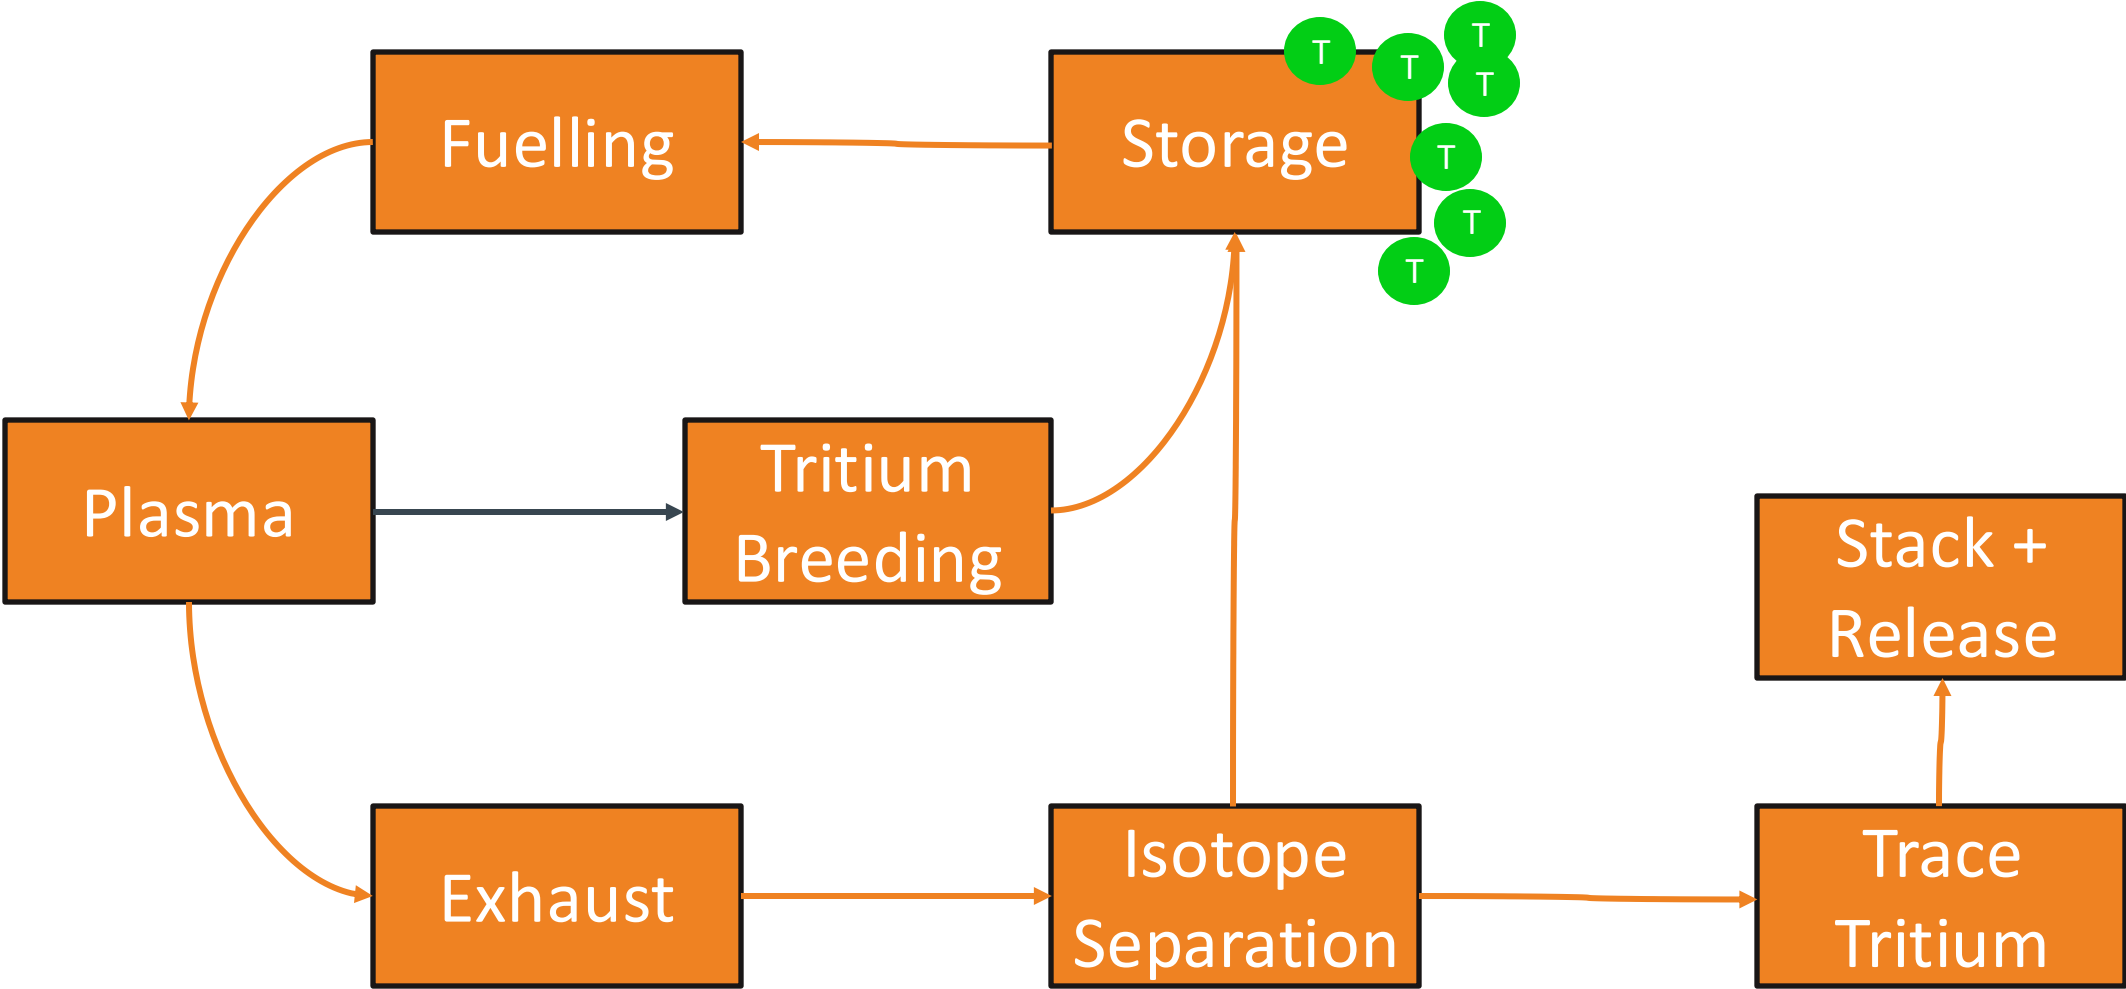 Fuelling
Storage
T
T
T
T
T
T
T
Plasma
Tritium
Breeding
Stack +
Release
Exhaust
Isotope
Separation
Trace
Tritium